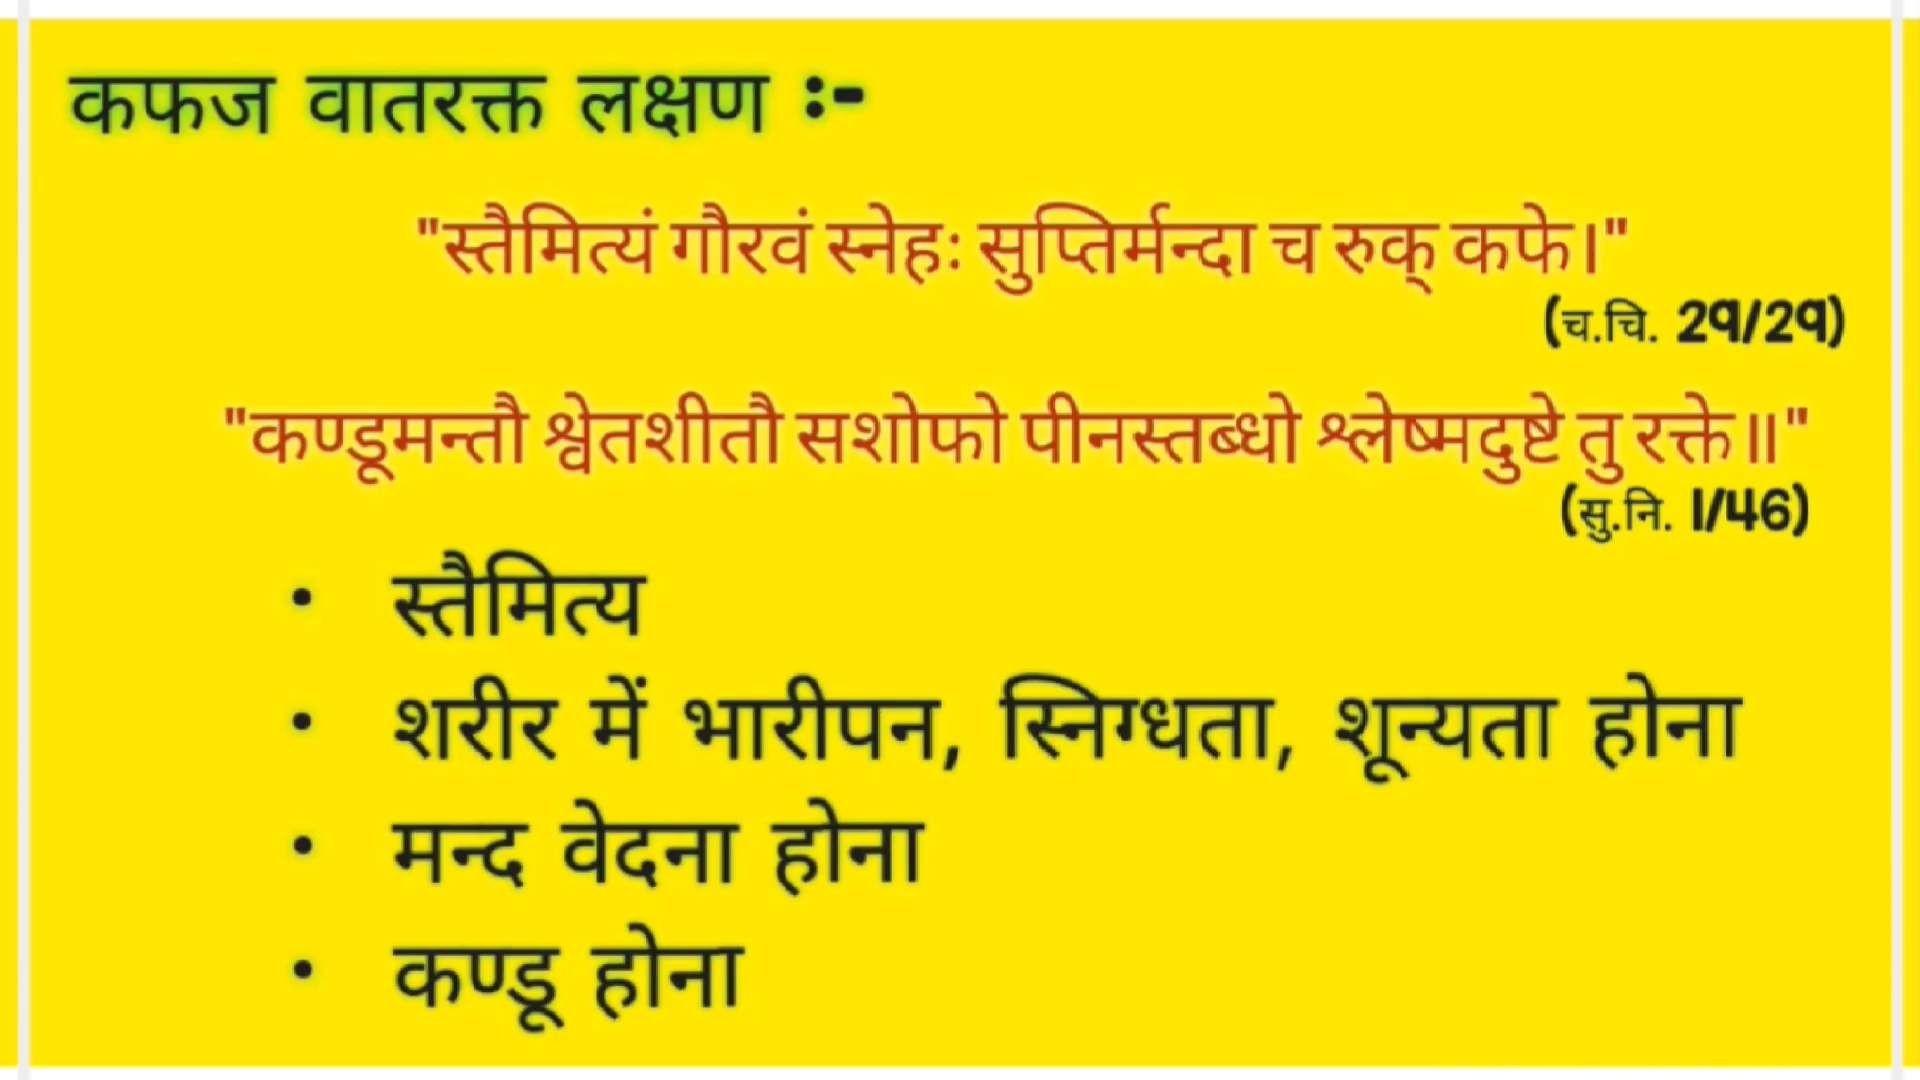 कफज वातरक्त लक्षण :-
"स्तैमित्यं गौरवं स्नेहः सुप्तिर्मन्दा च रुक् कफे।"
(च.चि. 29/29)
"कण्डूमन्तौ श्वेतशीतौ सशोफो पीनस्तब्धो श्लेष्मदुष्टे तु रक्ते॥"
(सु.नि. 1/46)
• स्तैमित्य
• शरीर में भारीपन, स्निग्धता, शून्यता होना
• मन्द वेदना होना
• कण्डू होना